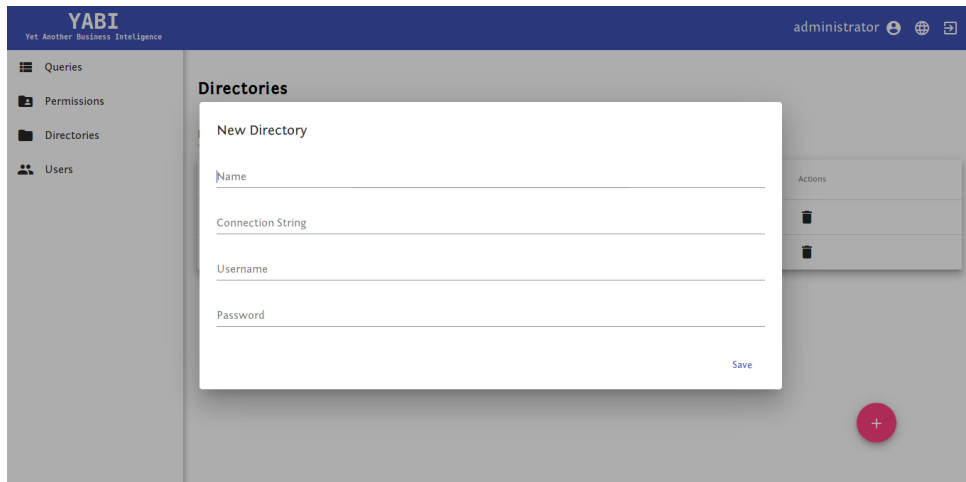 YABI
Yet Another Business Inteligence
administrator
Queries
Permissions
Directories
Users
Directories
New Directory
Name
Connection String
Username
Password
Save
Actions
+